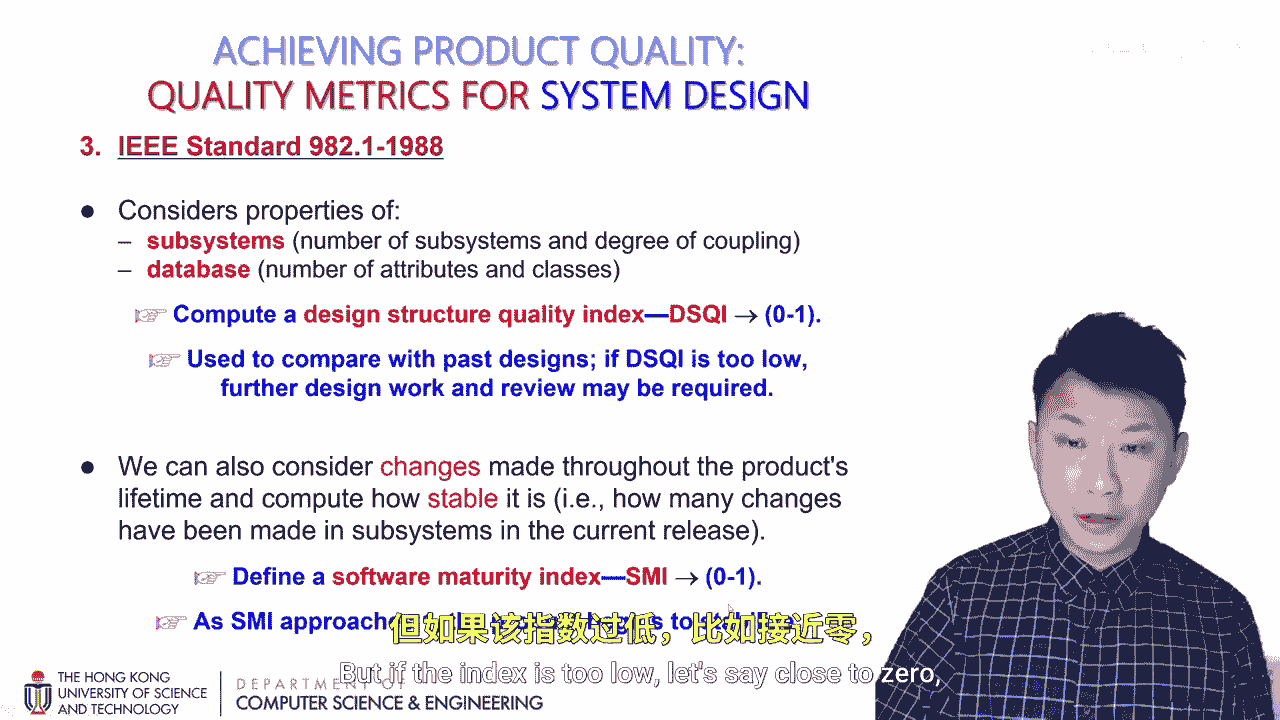 ACHIEVING PRODUCT QUALITY:
QUALITY METRICS FOR SYSTEM DESIGN
3. IEEE Standard 982.1-1988
● Considers properties of:
– subsystems (number of subsystems and degree of coupling)
– database (number of attributes and classes)
☞ Compute a design structure quality index—DSQI → (0-1).
☞ Used to compare with past designs; if DSQI is too low,
further design work and review may be required.
● We can also consider changes made throughout the product's
lifetime and compute how stable it is (i.e., how many changes
have been made in subsystems in the current release).
☞ Define a software maturity index—SMI → (0-1).
☞ As SMI approache
但如果该指数过低，比如接近零，
But if the index is too low, let's say close to zero,
THE HONG KONG
UNIVERSITY OF SCIENCE
AND TECHNOLOGY
DEPARTMENT OF
COMPUTER SCIENCE & ENGINEERING